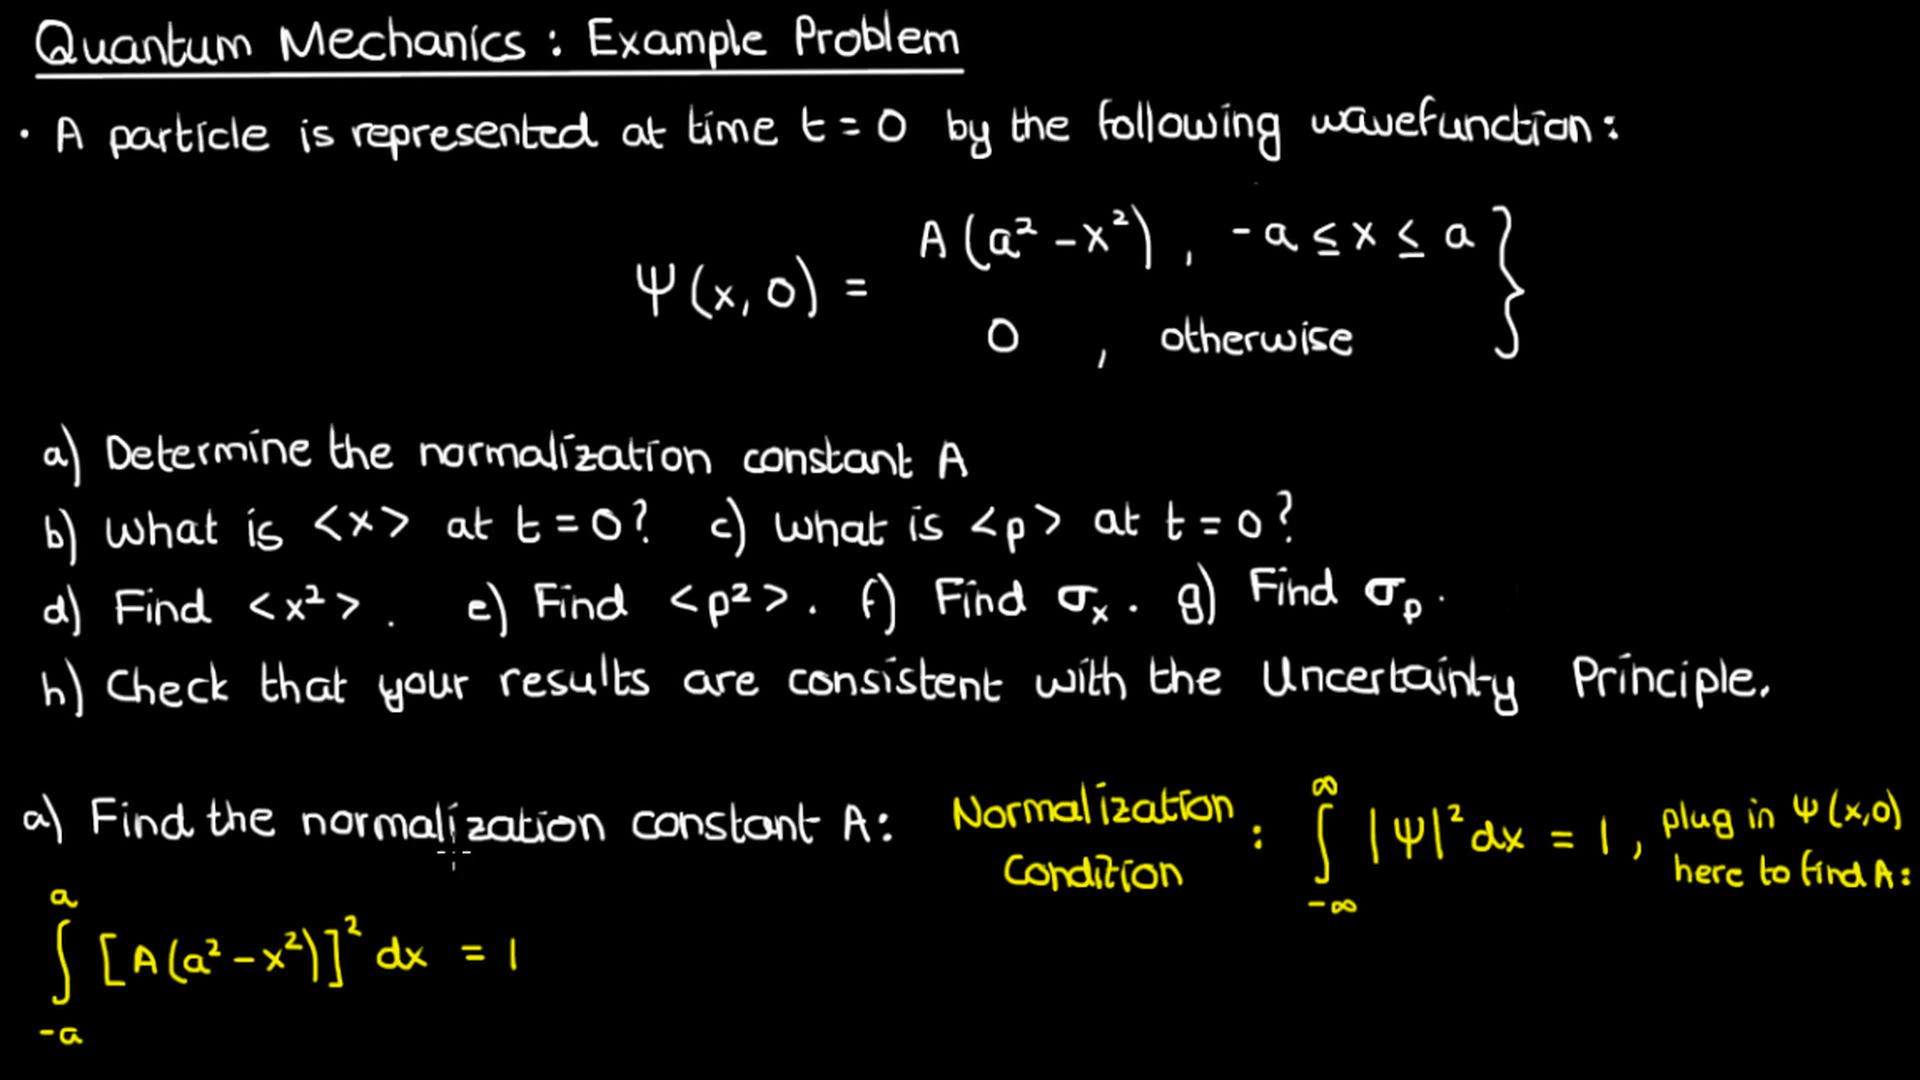 Quantum Mechanics : Example Problem
· A particle is represented at time t = 0 by the following wavefunction :
Ψ(x, 0) = A(a² - x²) , -a ≤ x ≤ a }
0 , otherwise
a) Determine the normalization constant A
b) What is <x> at t = 0? c) What is <p> at t = 0?
d) Find <x²> . e) Find <p²> . f) Find σₓ . g) Find σₚ .
h) Check that your results are consistent with the Uncertainty Principle.
a) Find the normalization constant A: Normalization Condition : ∫_{-∞}^{∞} |Ψ|² dx = 1 , plug in Ψ(x,0) here to find A:
∫_{-a}^{a} [A(a² - x²)]² dx = 1